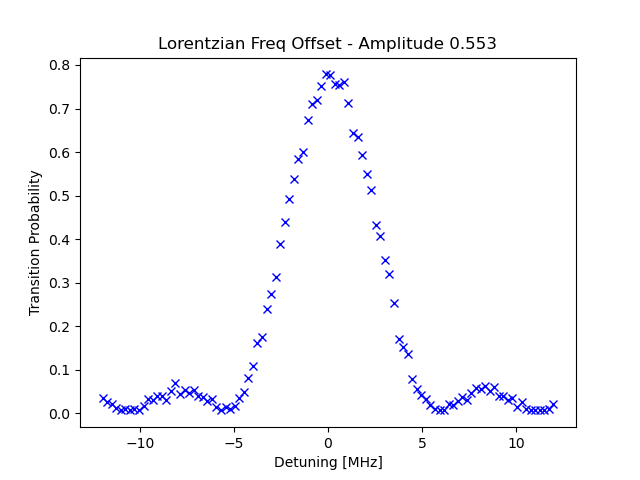 Lorentzian Freq Offset - Amplitude 0.553
Transition Probability
0.8
0.7
0.6
0.5
0.4
0.3
0.2
0.1
0.0
−10 −5 0 5 10
Detuning [MHz]